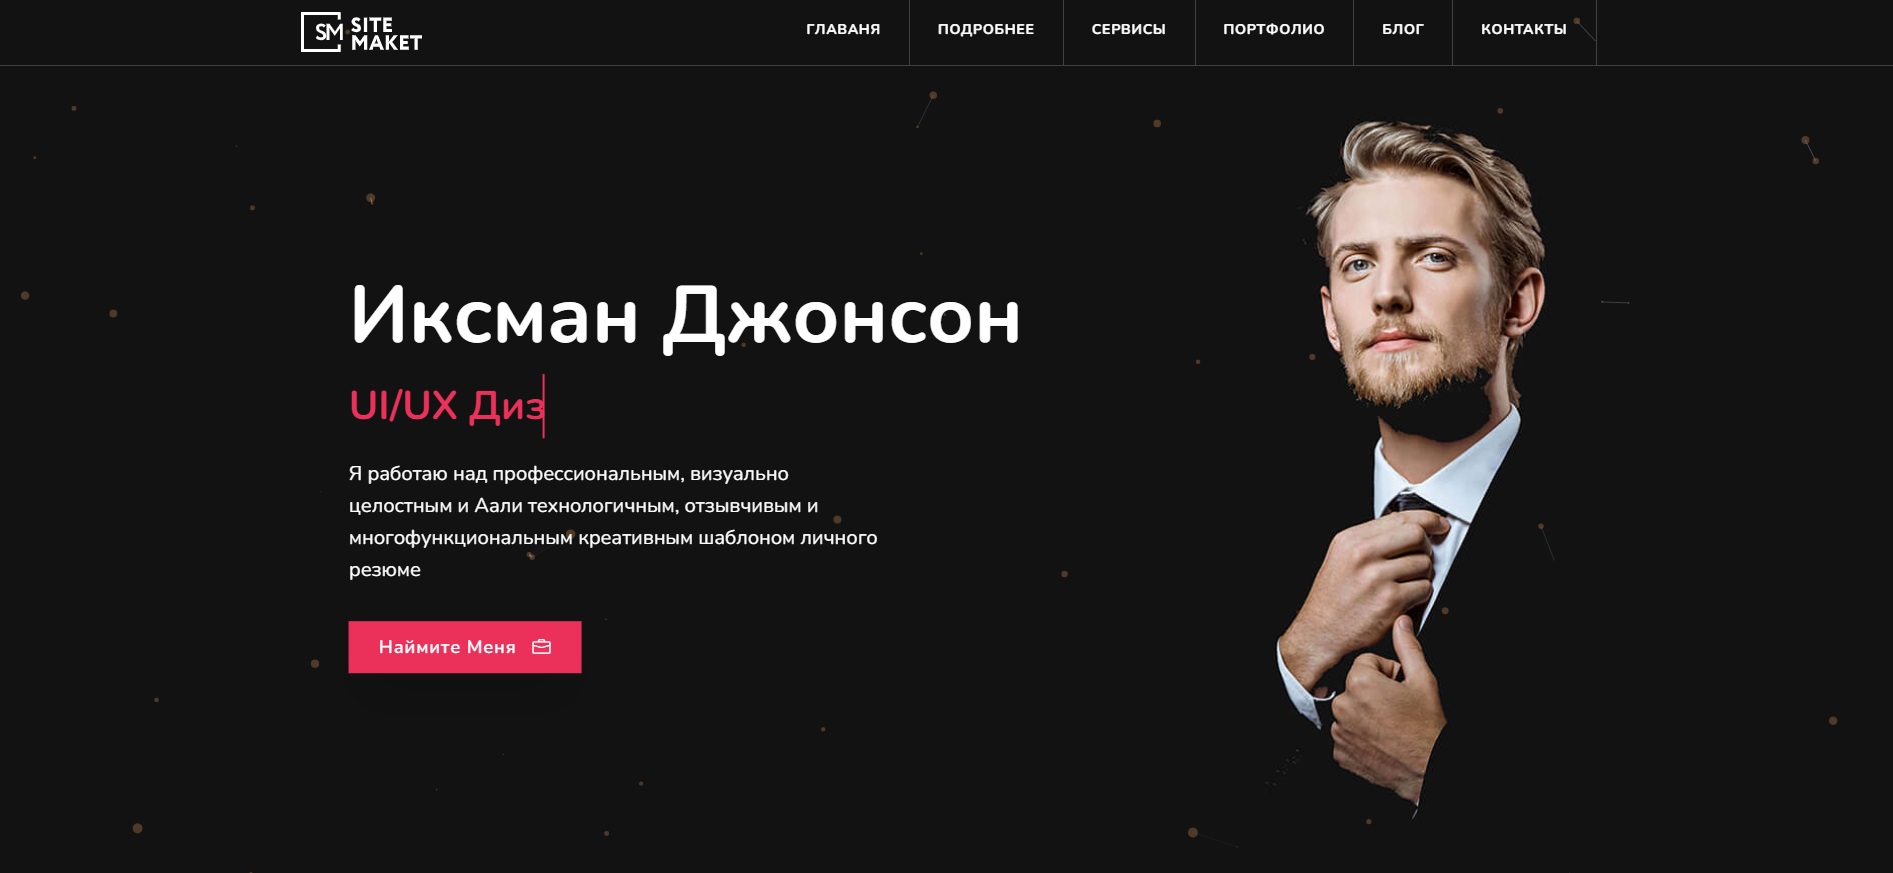 SM SITE
MAKET
ГЛАВАНЯ ПОДРОБНЕЕ СЕРВИСЫ ПОРТФОЛИО БЛОГ КОНТАКТЫ
Иксман Джонсон
UI/UX Диз
Я работаю над профессиональным, визуально
целостным и Аали технологичным, отзывчивым и
многофункциональным креативным шаблоном личного
резюме
Наймите Меня